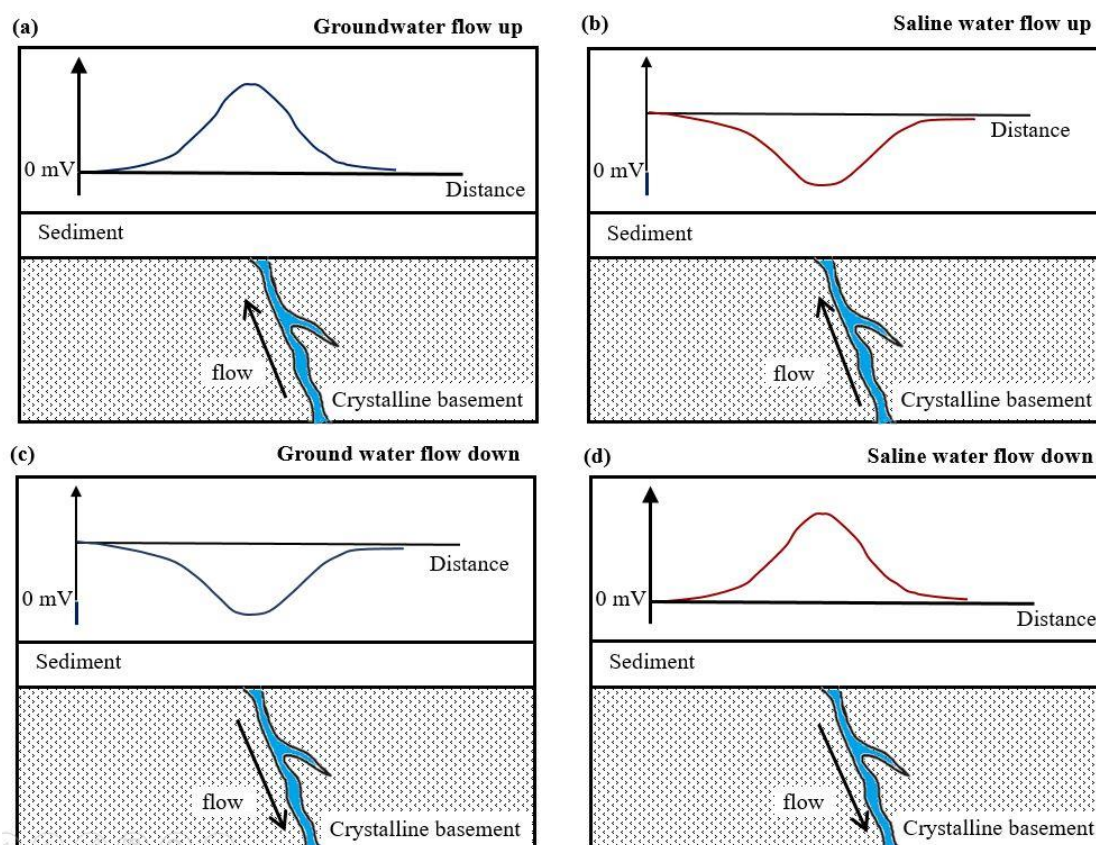 (a) Groundwater flow up
0 mV
Distance
Sediment
flow
Crystalline basement
(b) Saline water flow up
Distance
0 mV
Sediment
flow
Crystalline basement
(c) Ground water flow down
Distance
0 mV
Sediment
flow
Crystalline basement
(d) Saline water flow down
0 mV
Distance
Sediment
flow
Crystalline basement